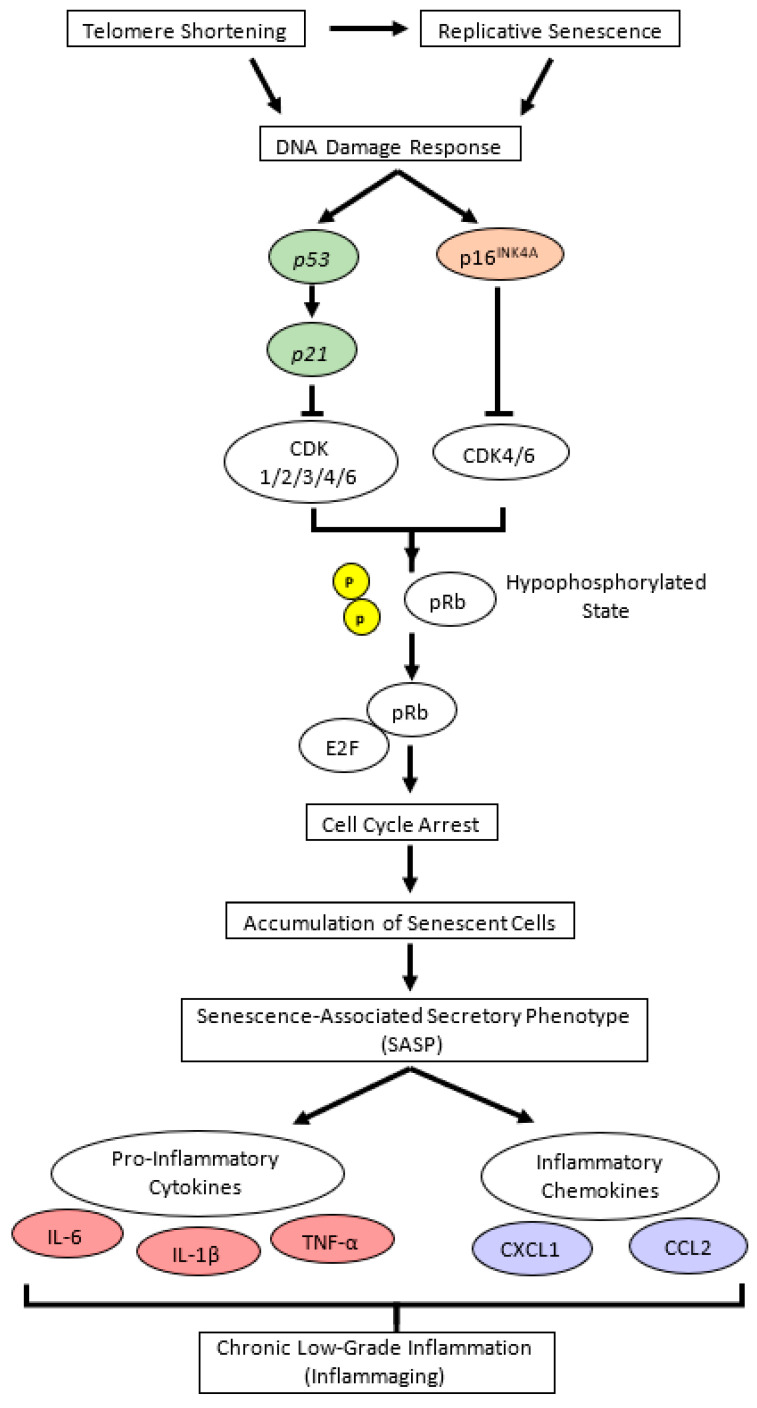 Telomere Shortening
Replicative Senescence
DNA Damage Response
p53
p16INK4A
p21
CDK
1/2/3/4/6
CDK4/6
P
p
pRb
Hypophosphorylated
State
pRb
E2F
Cell Cycle Arrest
Accumulation of Senescent Cells
Senescence-Associated Secretory Phenotype
(SASP)
Pro-Inflammatory
Cytokines
Inflammatory
Chemokines
IL-6
IL-1β
TNF-α
CXCL1
CCL2
Chronic Low-Grade Inflammation
(Inflammaging)